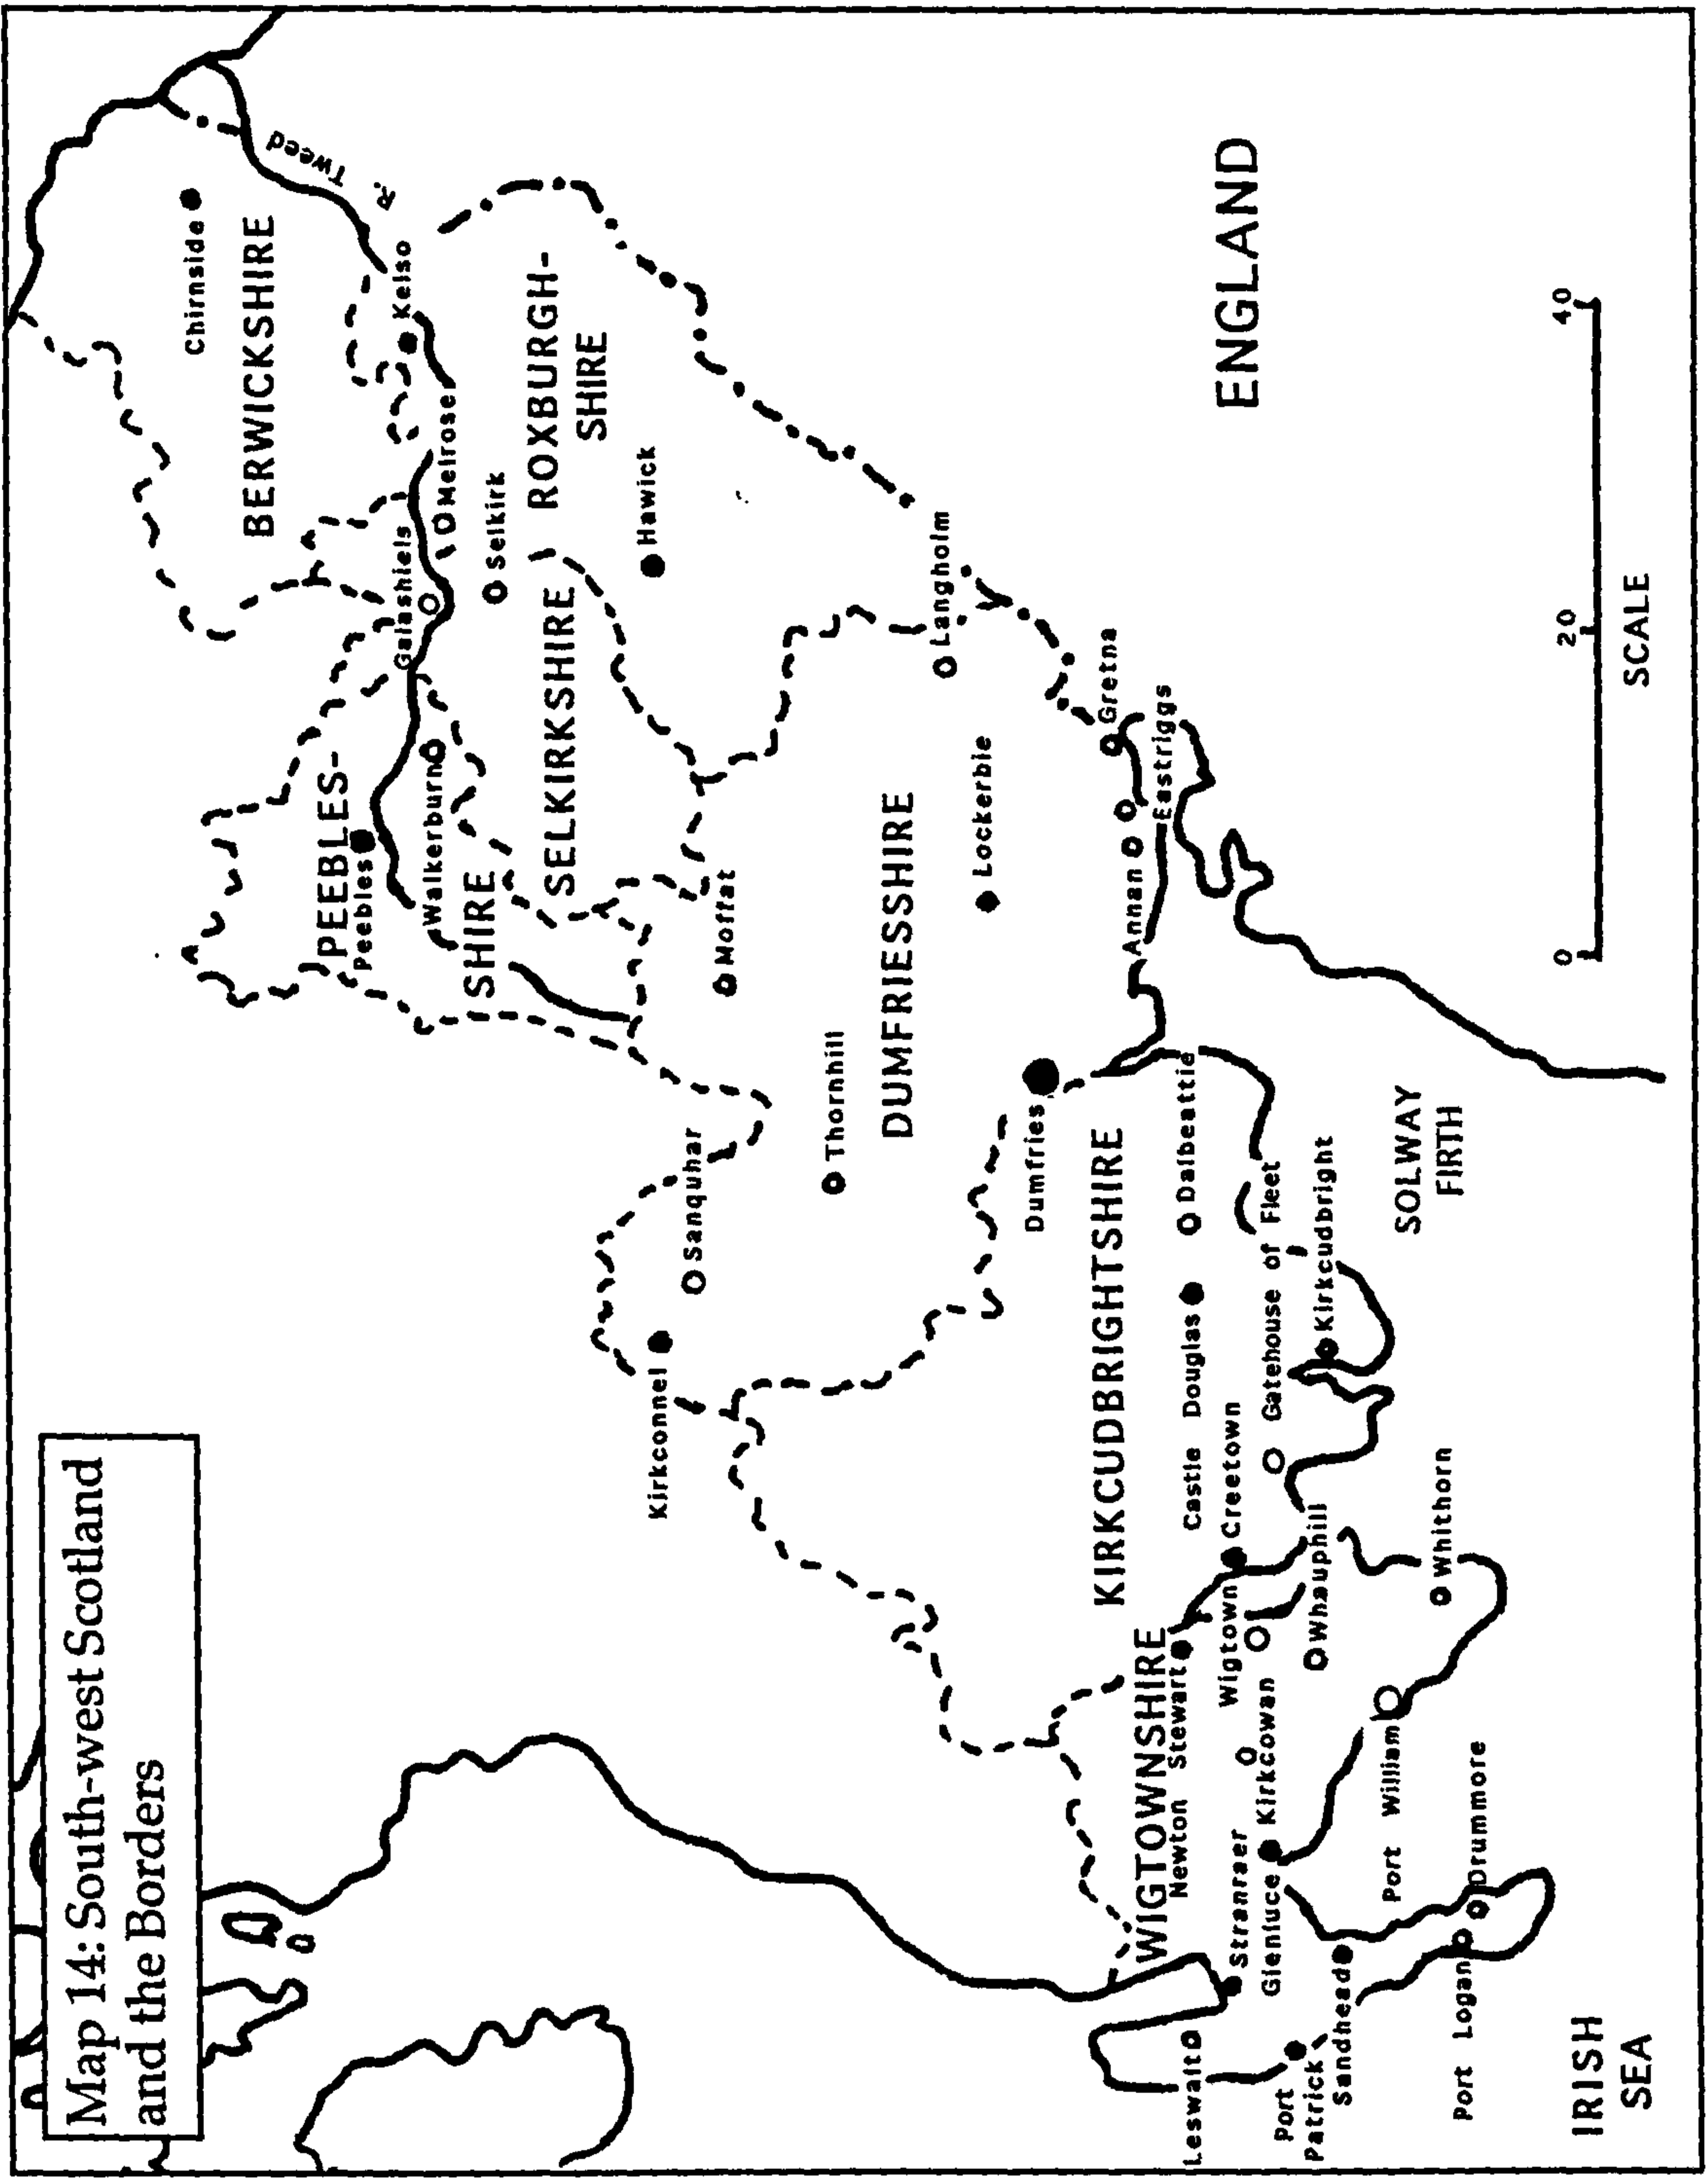 Map 14: South-west Scotland
and the Borders
Chirnside
BERWICKSHIRE
R. Tweed
Kelso
PEEBLES-
SHIRE
Peebles
Galashiels
Melrose
Walkerburn
Selkirk
ROXBURGH-
SHIRE
SELKIRKSHIRE
Hawick
Kirkconnel
Sanquhar
Moffat
Thornhill
DUMFRIESSHIRE
Langholm
Lockerbie
Dumfries
Gretna
Annan
Eastriggs
ENGLAND
KIRKCUDBRIGHTSHIRE
WIGTOWNSHIRE
Newton Stewart
Castle Douglas
Dalbeattie
Leswalt
Stranraer
Wigtown
Creetown
Glenluce
Kirkcowan
Gatehouse of Fleet
Port
Patrick
Sandhead
Whauphill
Kirkcudbright
Port William
Whithorn
Port Logan
Drummore
SOLWAY
FIRTH
IRISH
SEA
0 20 40
SCALE